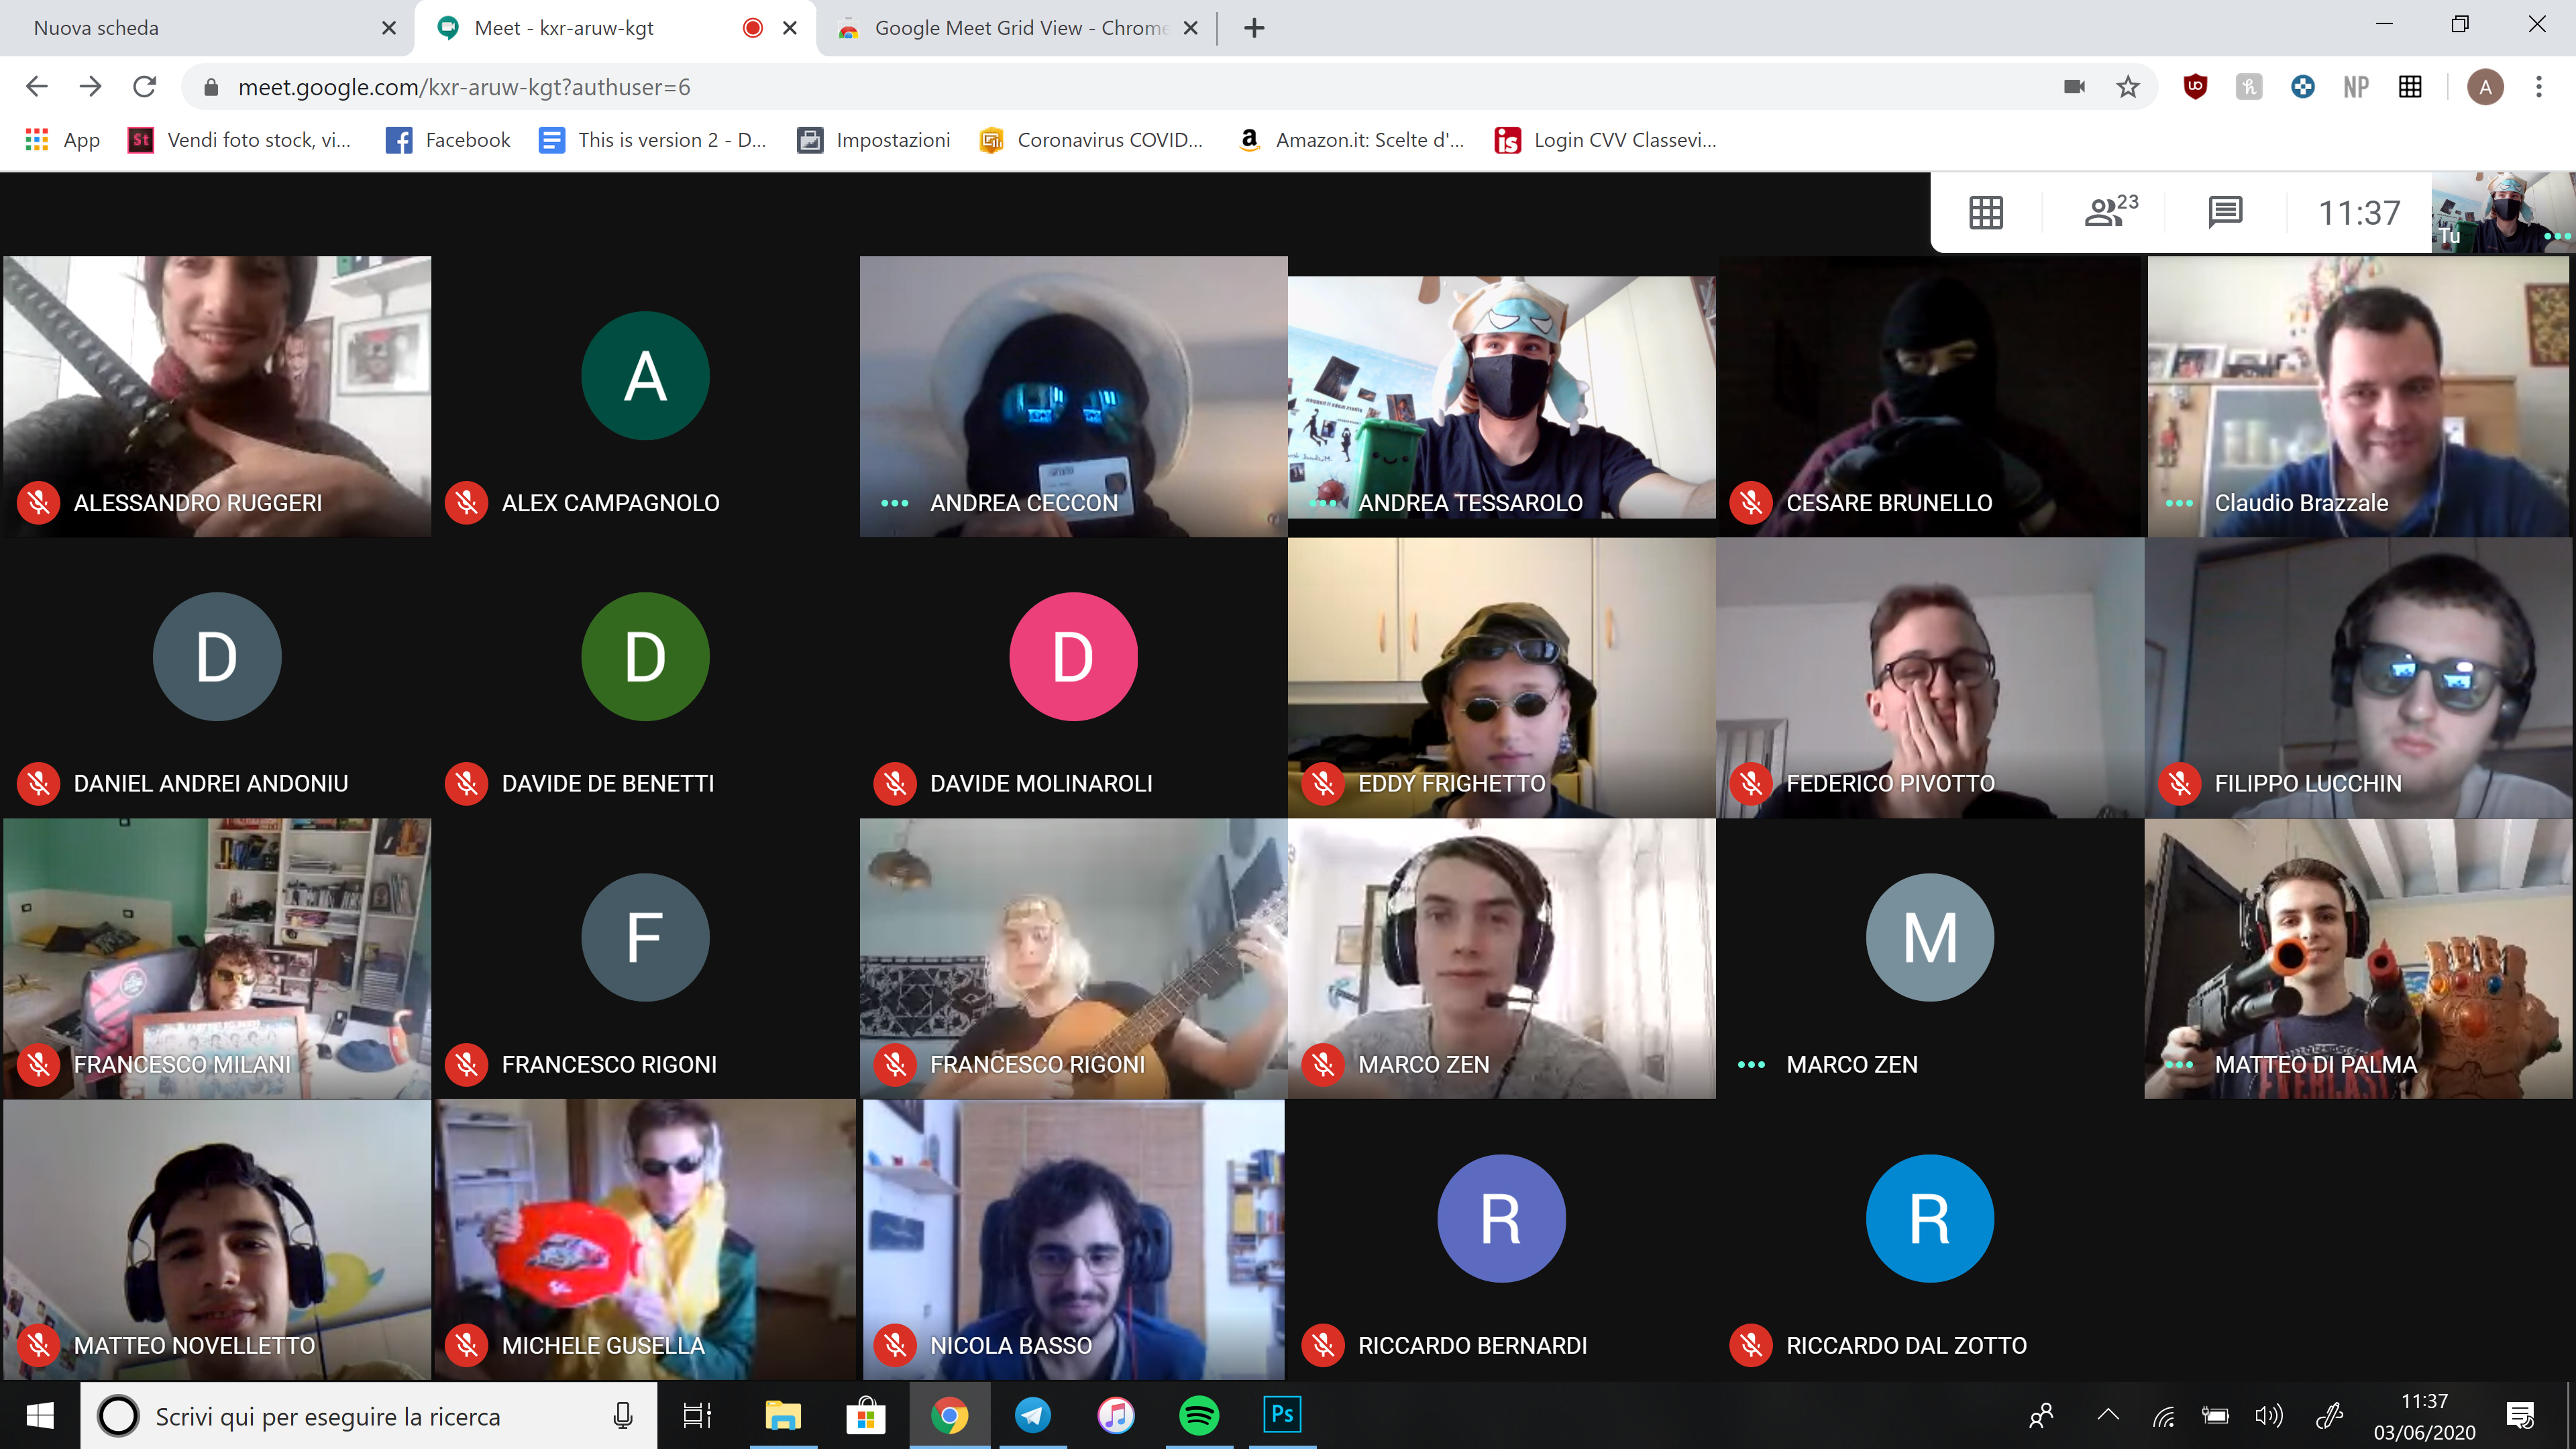 Nuova scheda
Meet - kxr-aruw-kgt
Google Meet Grid View - Chrome
meet.google.com/kxr-aruw-kgt?authuser=6
NP
A
App
St
Vendi foto stock, vi...
Facebook
This is version 2 - D...
Impostazioni
Coronavirus COVID...
Amazon.it: Scelte d'...
Login CVV Classevi...
23
11:37
Tu
ALESSANDRO RUGGERI
A
ALEX CAMPAGNOLO
ANDREA CECCON
ANDREA TESSAROLO
CESARE BRUNELLO
Claudio Brazzale
D
DANIEL ANDREI ANDONIU
D
DAVIDE DE BENETTI
D
DAVIDE MOLINAROLI
EDDY FRIGHETTO
FEDERICO PIVOTTO
FILIPPO LUCCHIN
FRANCESCO MILANI
F
FRANCESCO RIGONI
FRANCESCO RIGONI
MARCO ZEN
M
MARCO ZEN
MATTEO DI PALMA
EVERLAST
MATTEO NOVELLETTO
MICHELE GUSELLA
NICOLA BASSO
R
RICCARDO BERNARDI
R
RICCARDO DAL ZOTTO
Scrivi qui per eseguire la ricerca
Ps
11:37
03/06/2020